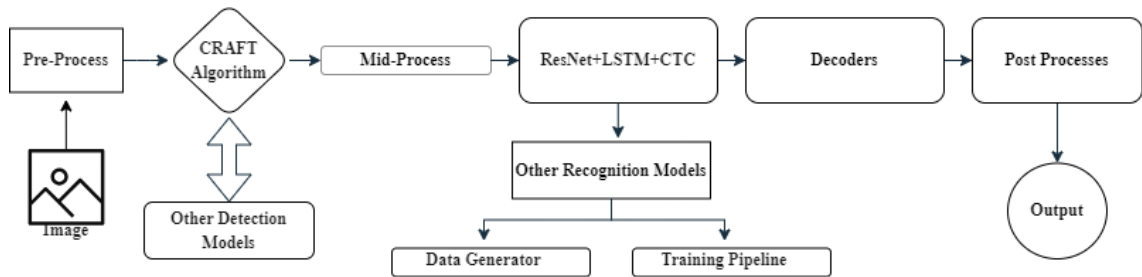 Pre-Process
CRAFT
Algorithm
Mid-Process
ResNet+LSTM+CTC
Decoders
Post Processes
Image
Other Detection
Models
Other Recognition Models
Data Generator
Training Pipeline
Output